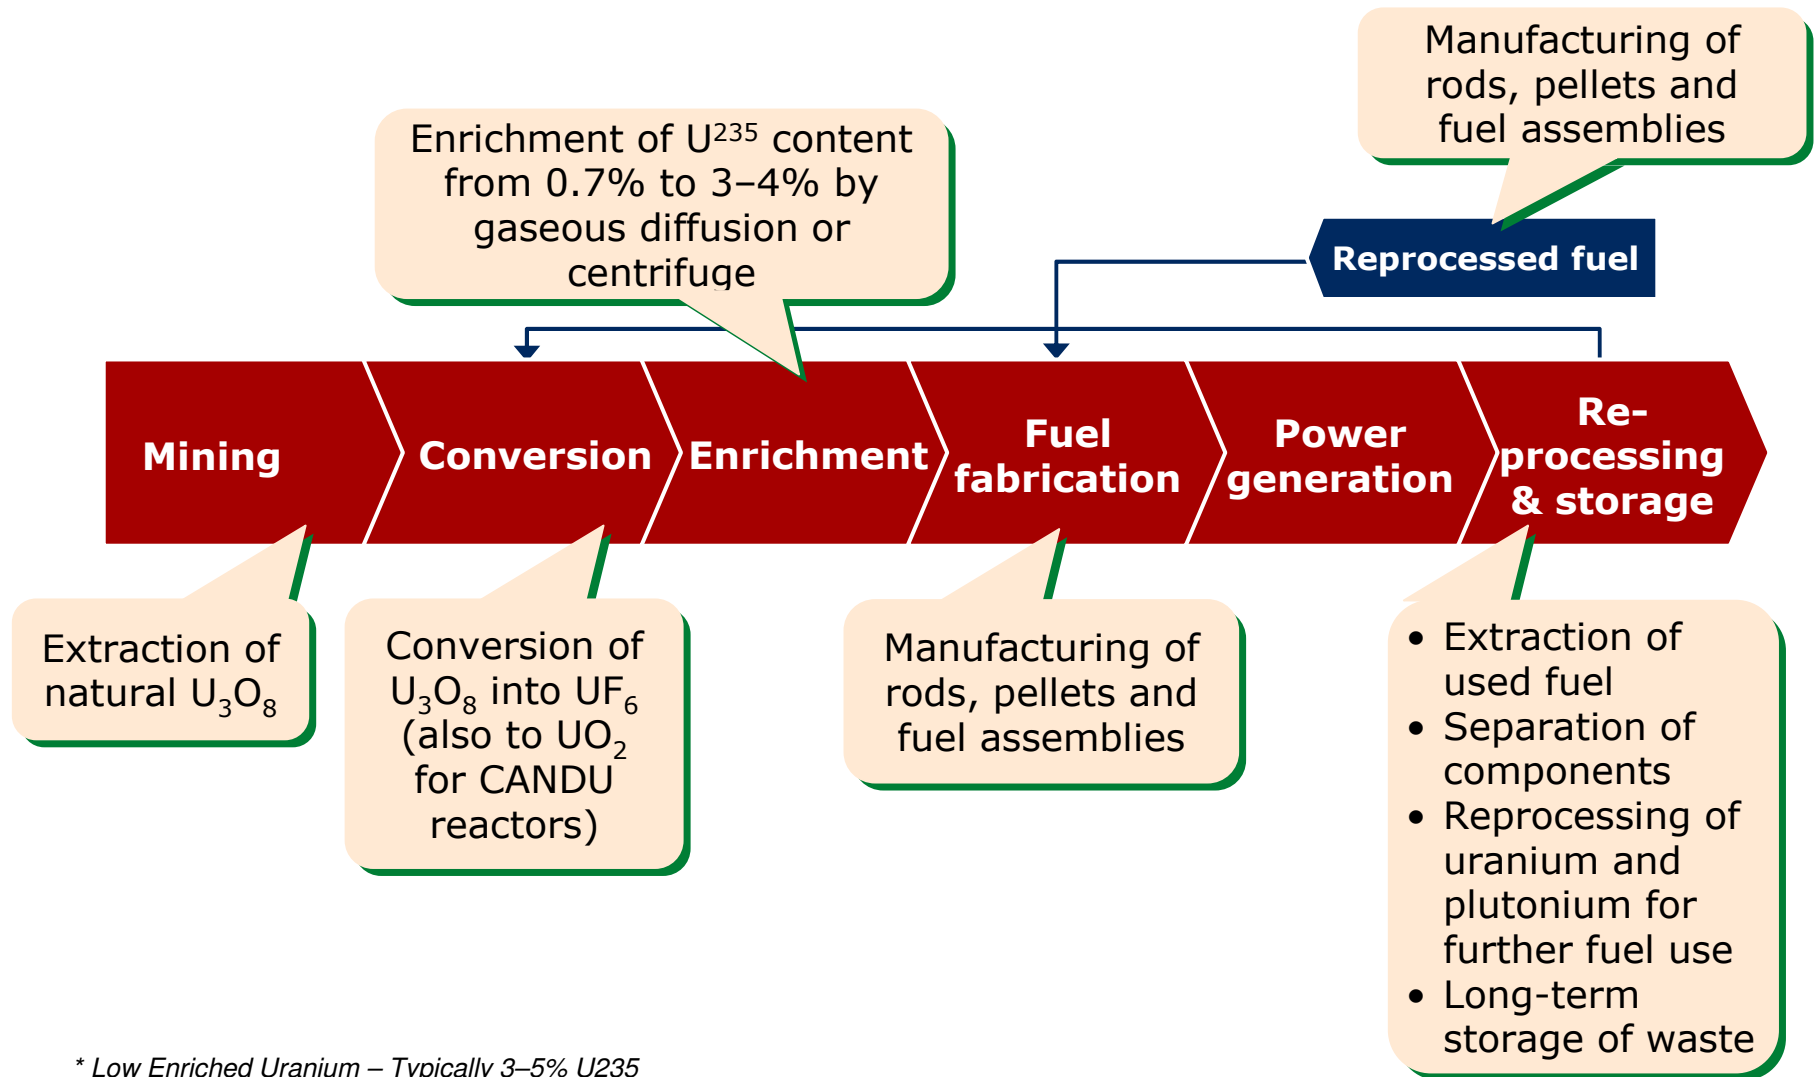 Manufacturing of
rods, pellets and
fuel assemblies
Enrichment of U²³⁵ content
from 0.7% to 3–4% by
gaseous diffusion or
centrifuge
Reprocessed fuel
Mining
Conversion
Enrichment
Fuel
fabrication
Power
generation
Re-
processing
& storage
Extraction of
natural U₃O₈
Conversion of
U₃O₈ into UF₆
(also to UO₂
for CANDU
reactors)
Manufacturing of
rods, pellets and
fuel assemblies
• Extraction of
used fuel
• Separation of
components
• Reprocessing of
uranium and
plutonium for
further fuel use
• Long-term
storage of waste
* Low Enriched Uranium – Typically 3–5% U235